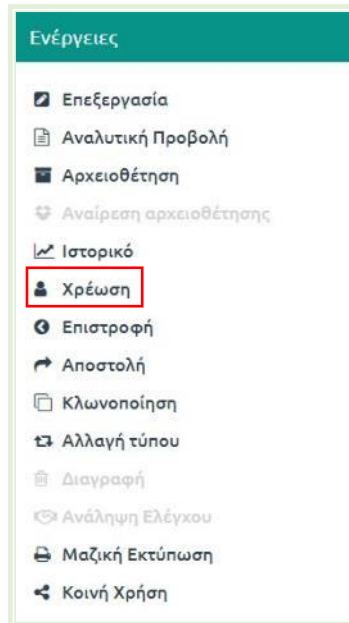 Ενέργειες
Επεξεργασία
Αναλυτική Προβολή
Αρχειοθέτηση
Αναίρεση αρχειοθέτησης
Ιστορικό
Χρέωση
Επιστροφή
Αποστολή
Κλωνοποίηση
Αλλαγή τύπου
Διαγραφή
Ανάληψη Ελέγχου
Μαζική Εκτύπωση
Κοινή Χρήση